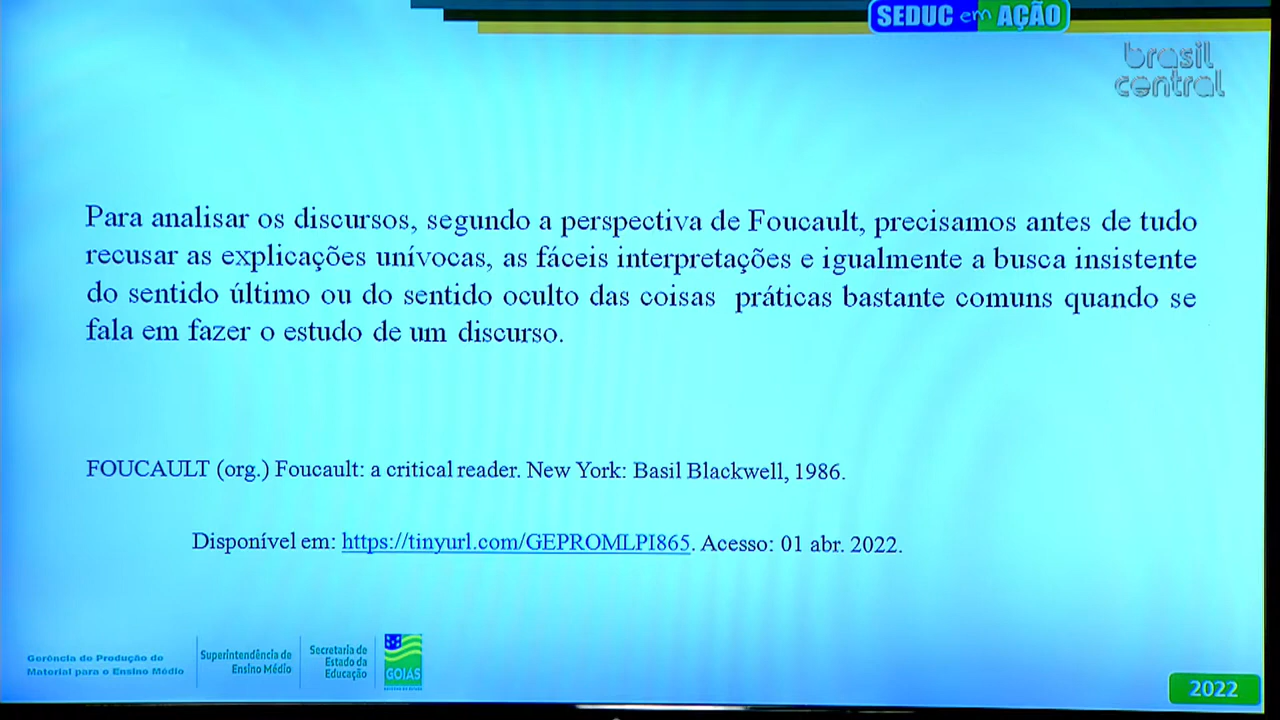 SEDUC em AÇÃO
brasil
central
Para analisar os discursos, segundo a perspectiva de Foucault, precisamos antes de tudo
recusar as explicações unívocas, as fáceis interpretações e igualmente a busca insistente
do sentido último ou do sentido oculto das coisas  práticas bastante comuns quando se
fala em fazer o estudo de um discurso.
FOUCAULT (org.) Foucault: a critical reader. New York: Basil Blackwell, 1986.
Disponível em: https://tinyurl.com/GEPROMLPI865. Acesso: 01 abr. 2022.
Gerência de Produção de
Material para o Ensino Médio
Superintendência de
Ensino Médio
Secretaria de
Estado da
Educação
GOIÁS
2022